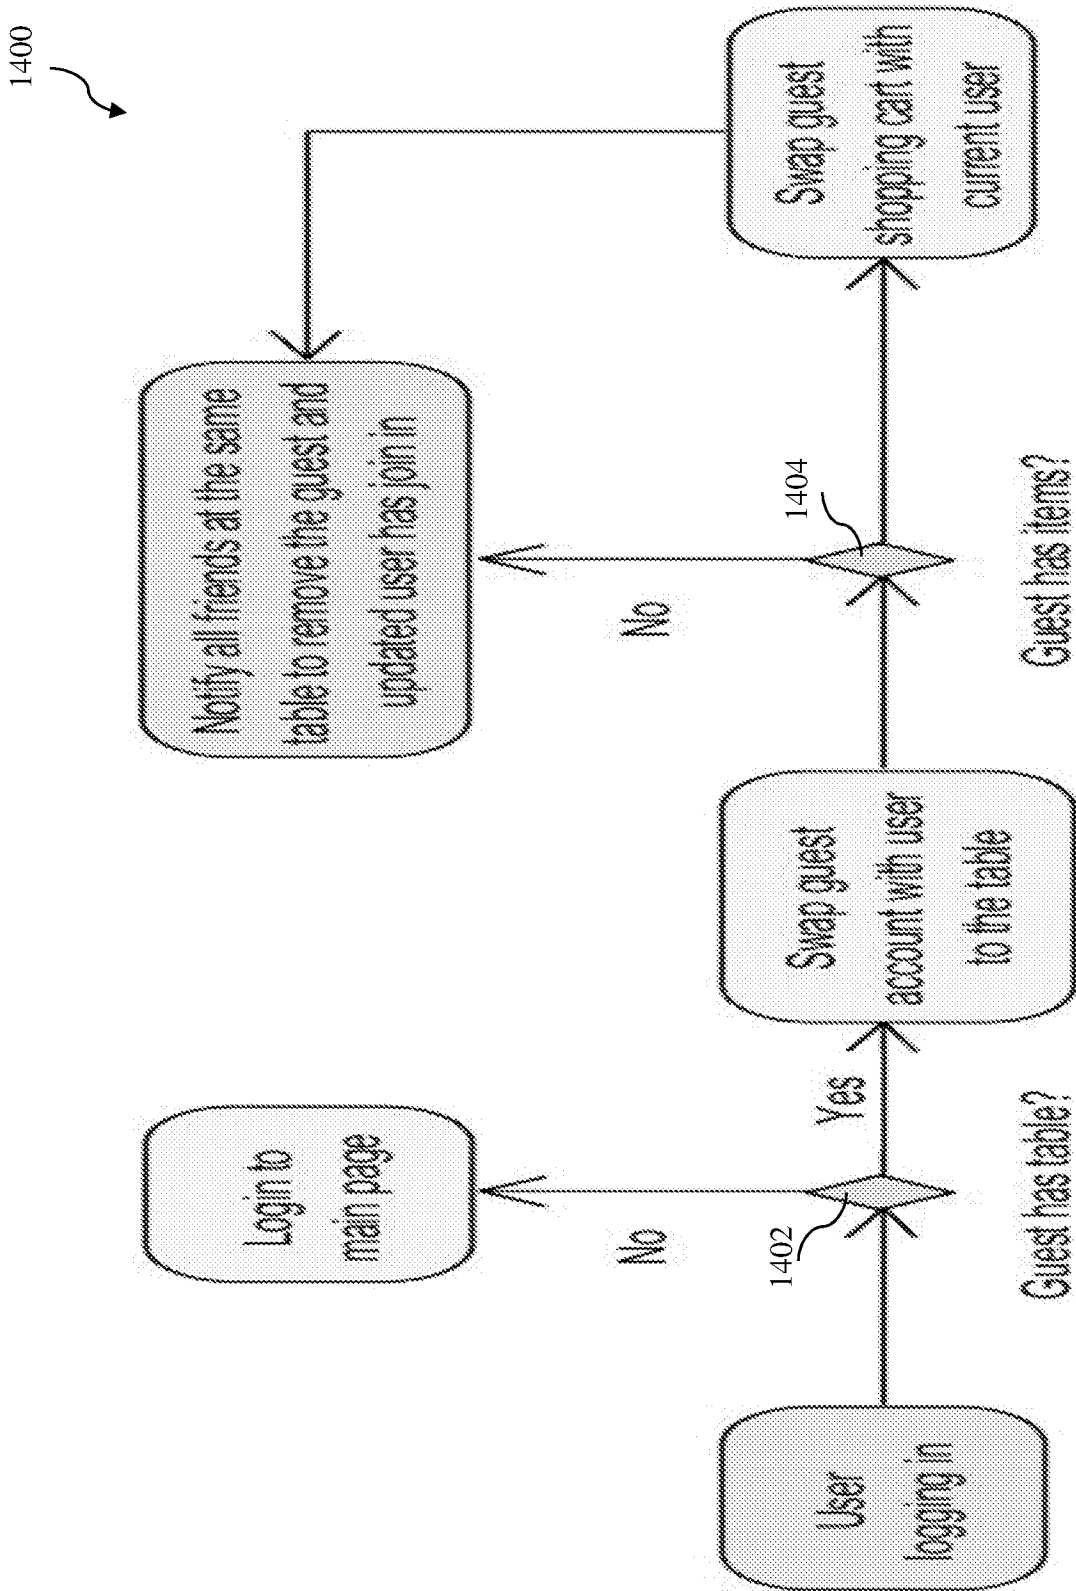 1400
User
logging in
Guest has table?
1402
No
Login to
main page
Yes
Swap guest
account with user
to the table
Guest has items?
1404
No
Notify all friends at the same
table to remove the guest and
updated user has join in
Swap guest
shopping cart with
current user